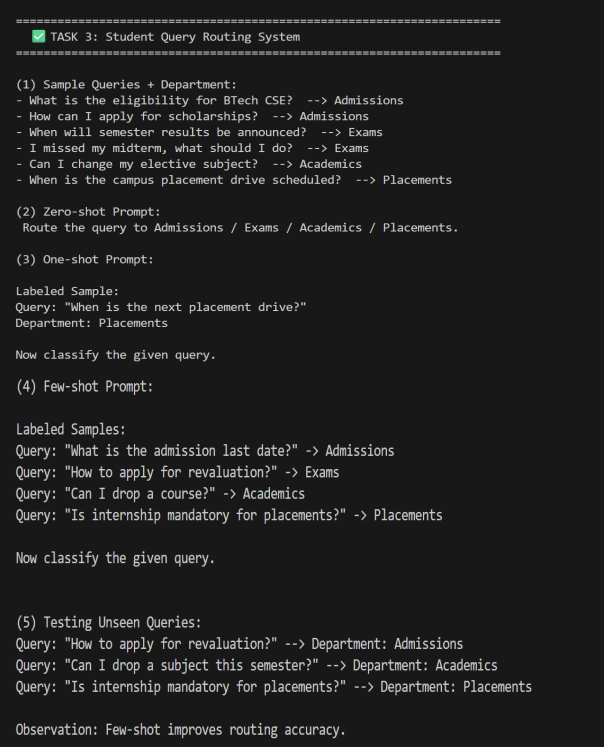 ======================================================================
✅ TASK 3: Student Query Routing System
======================================================================
(1) Sample Queries + Department:
- What is the eligibility for BTech CSE?  --> Admissions
- How can I apply for scholarships?  --> Admissions
- When will semester results be announced?  --> Exams
- I missed my midterm, what should I do?  --> Exams
- Can I change my elective subject?  --> Academics
- When is the campus placement drive scheduled?  --> Placements
(2) Zero-shot Prompt:
Route the query to Admissions / Exams / Academics / Placements.
(3) One-shot Prompt:
Labeled Sample:
Query: "When is the next placement drive?"
Department: Placements
Now classify the given query.
(4) Few-shot Prompt:
Labeled Samples:
Query: "What is the admission last date?" -> Admissions
Query: "How to apply for revaluation?" -> Exams
Query: "Can I drop a course?" -> Academics
Query: "Is internship mandatory for placements?" -> Placements
Now classify the given query.
(5) Testing Unseen Queries:
Query: "How to apply for revaluation?" --> Department: Admissions
Query: "Can I drop a subject this semester?" --> Department: Academics
Query: "Is internship mandatory for placements?" --> Department: Placements
Observation: Few-shot improves routing accuracy.